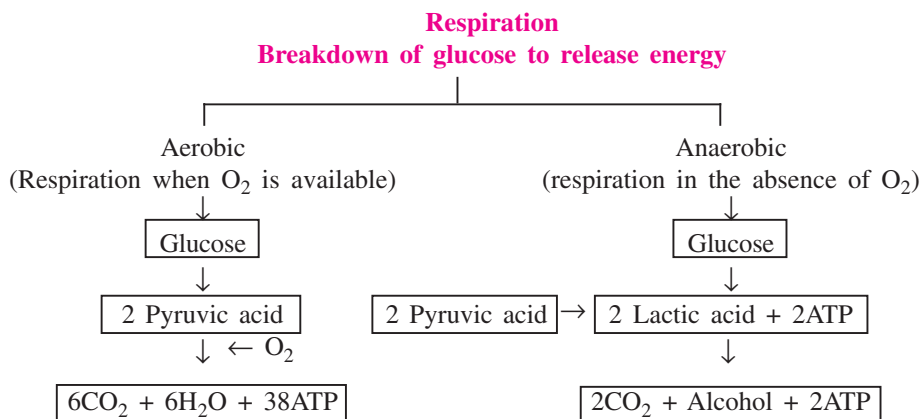 Respiration
Breakdown of glucose to release energy
Aerobic
(Respiration when O₂ is available)
Anaerobic
(respiration in the absence of O₂)
Glucose
Glucose
2 Pyruvic acid
2 Pyruvic acid
2 Lactic acid + 2ATP
← O₂
6CO₂ + 6H₂O + 38ATP
2CO₂ + Alcohol + 2ATP